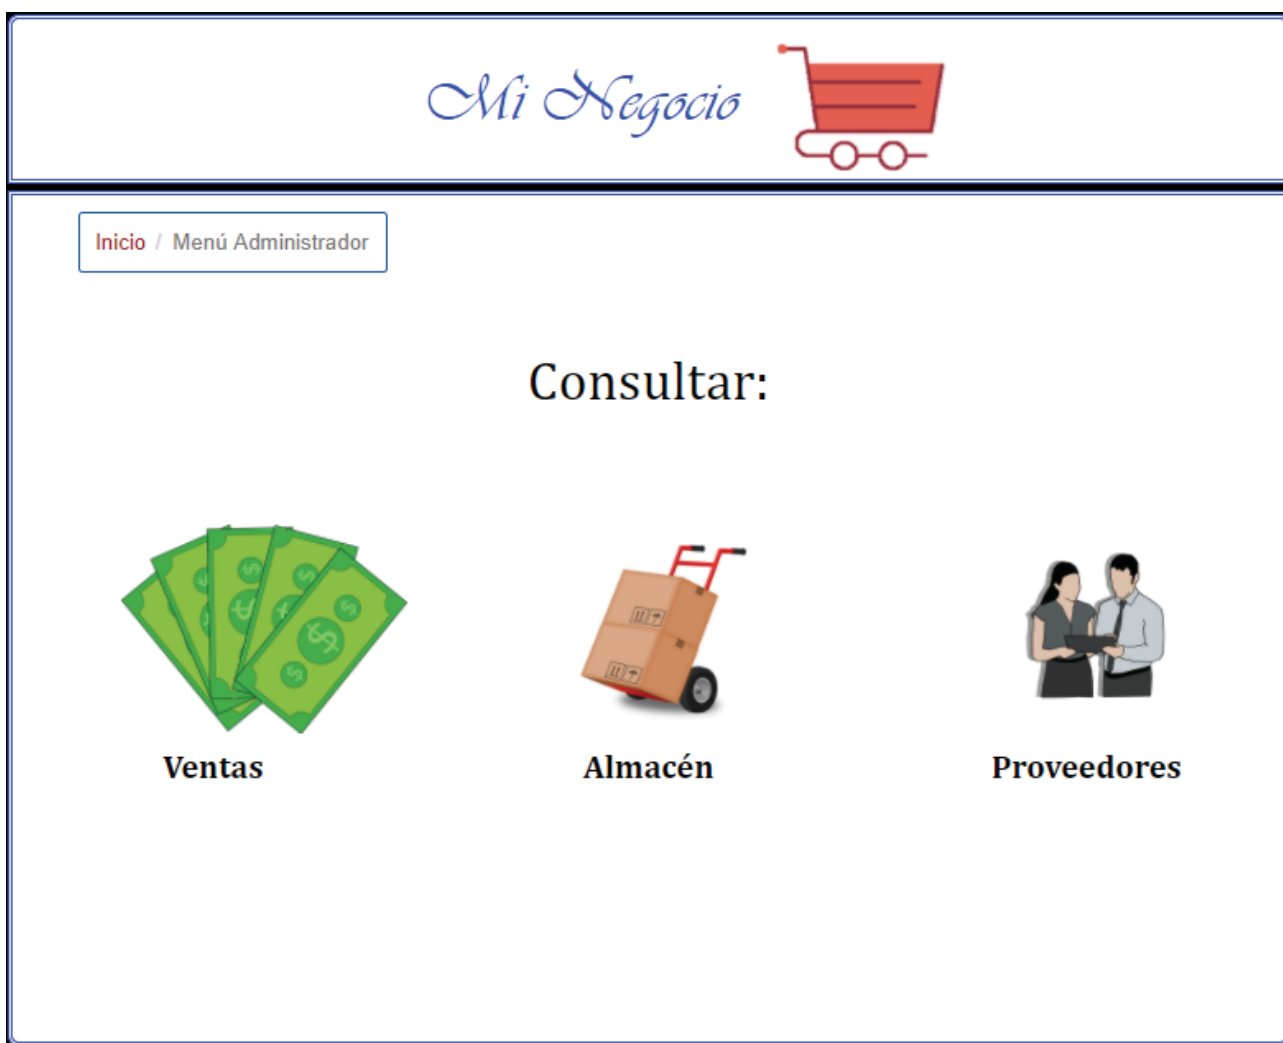 Mi Negocio
Inicio / Menú Administrador
Consultar:
Ventas
Almacén
Proveedores